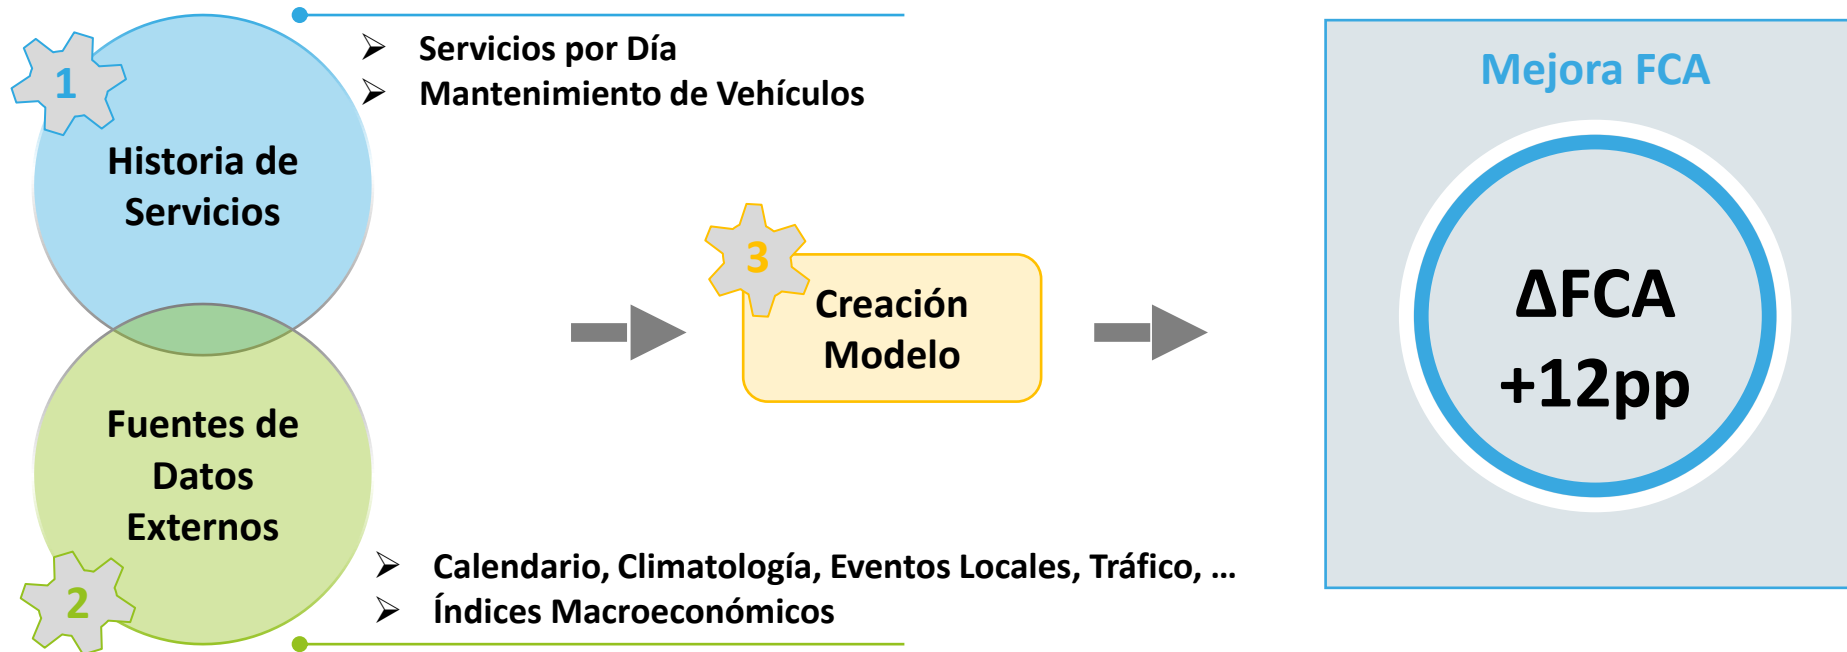 1
Historia de
Servicios
➢ Servicios por Día
➢ Mantenimiento de Vehículos
Fuentes de
Datos
Externos
2
➢ Calendario, Climatología, Eventos Locales, Tráfico, ...
➢ Índices Macroeconómicos
3
Creación
Modelo
Mejora FCA
ΔFCA
+12pp